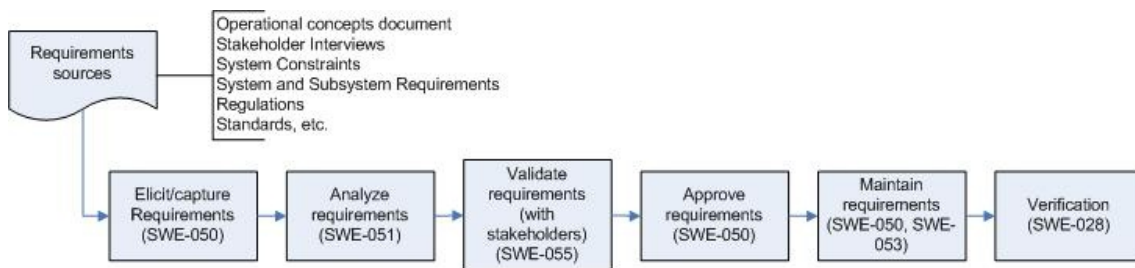 Requirements
sources
Operational concepts document
Stakeholder Interviews
System Constraints
System and Subsystem Requirements
Regulations
Standards, etc.
Elicit/capture
Requirements
(SWE-050)
Analyze
requirements
(SWE-051)
Validate
requirements
(with
stakeholders)
(SWE-055)
Approve
requirements
(SWE-050)
Maintain
requirements
(SWE-050, SWE-
053)
Verification
(SWE-028)